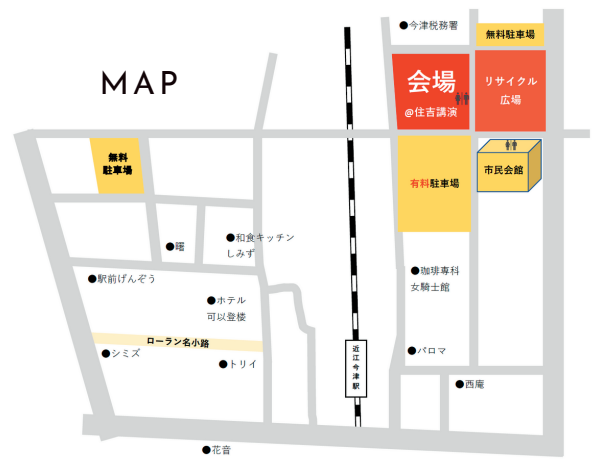 ●今津税務署
無料駐車場
MAP
会場
@住吉講演
リサイクル
広場
無料
駐車場
有料駐車場
市民会館
●曙
●和食キッチン
しみず
●駅前げんぞう
●珈琲専科
女騎士館
●ホテル
可以登楼
ローラン名小路
●シミズ
●トリイ
近江今津駅
●パロマ
●西庵
●花音